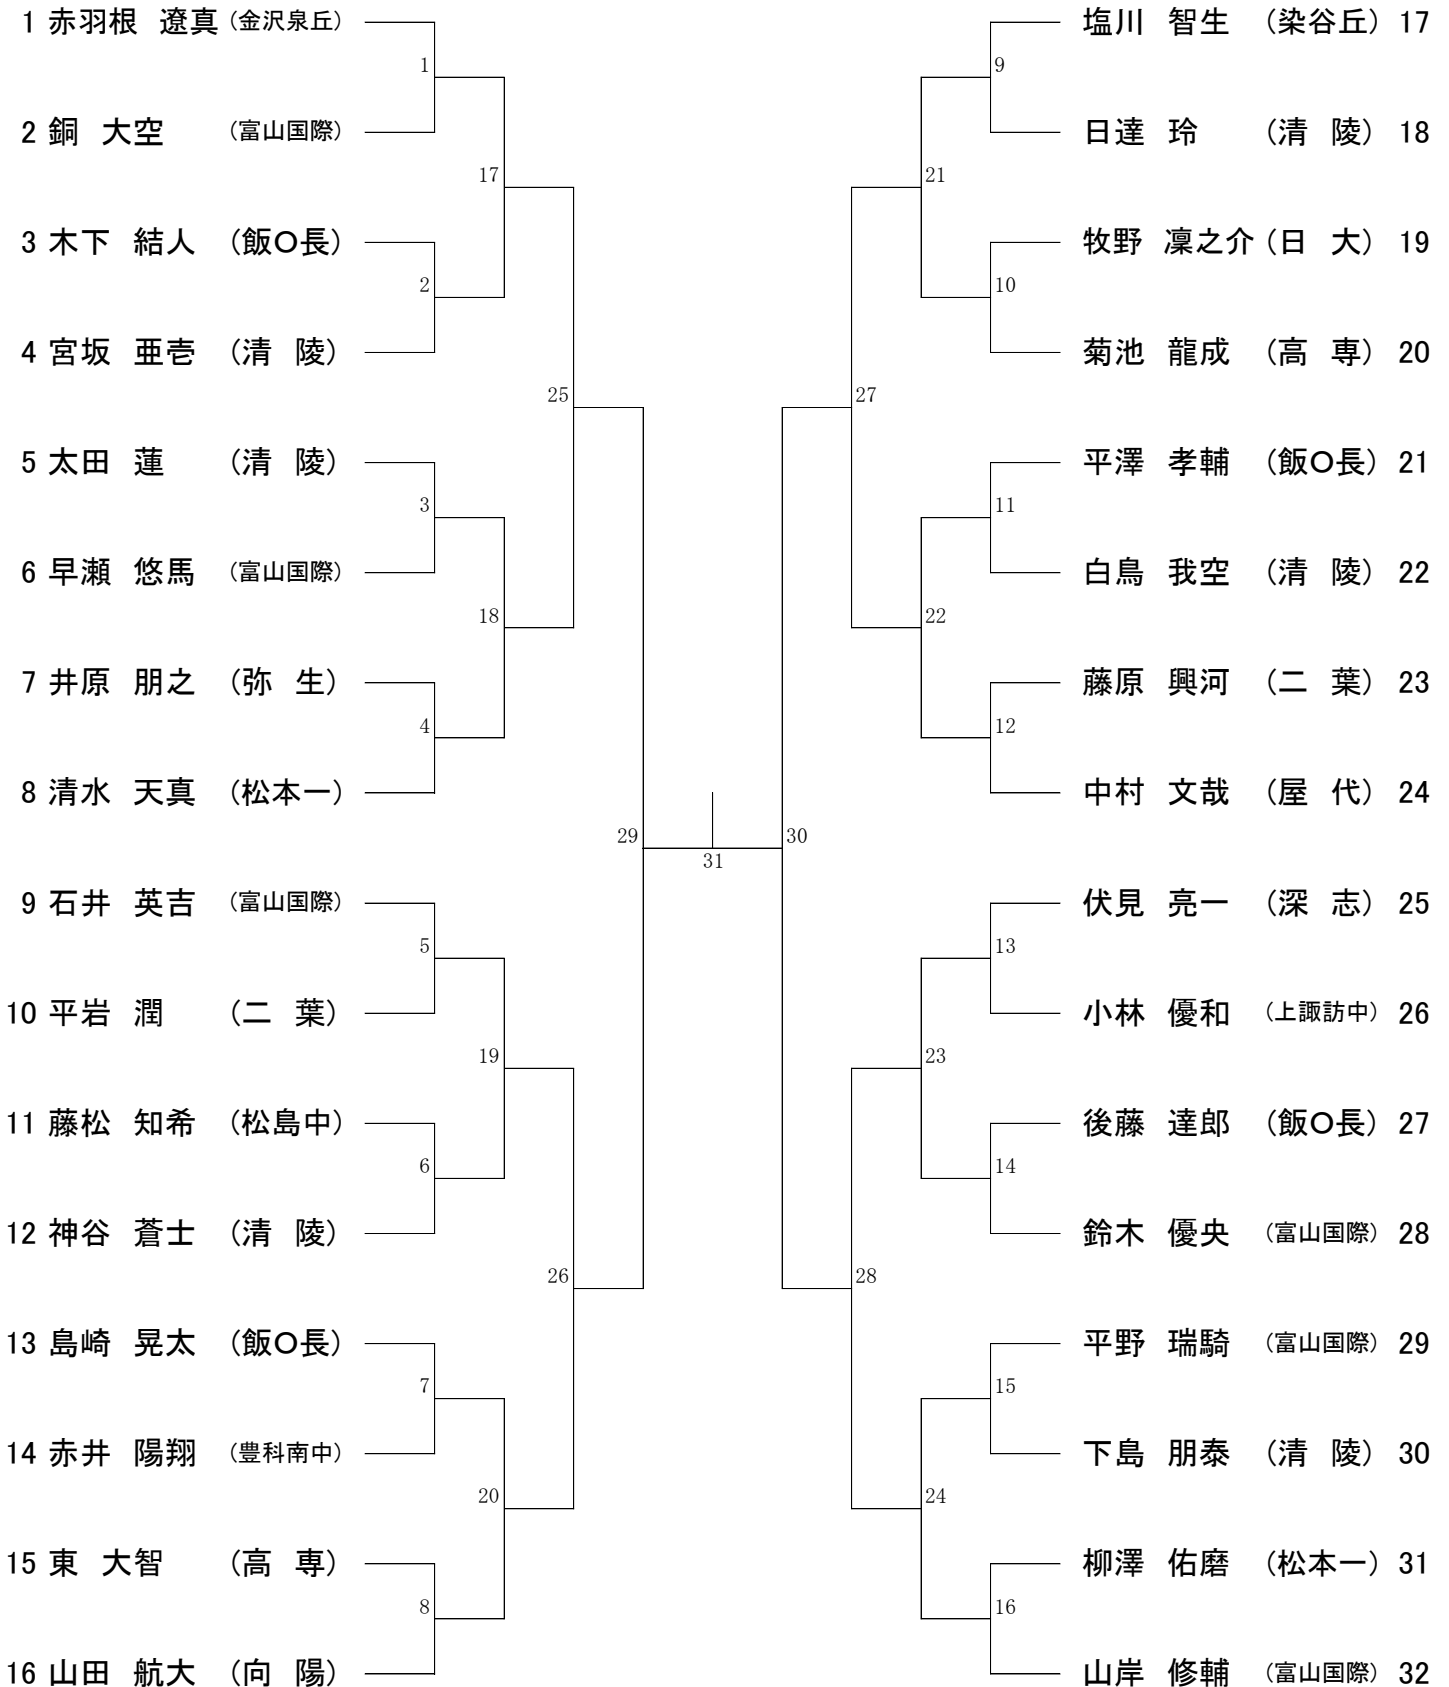 1 赤羽根 遼真 (金沢泉丘)
1
2 銅 大空 (富山国際)
17
3 木下 結人 (飯O長)
2
4 宮坂 亜壱 (清 陵)
25
5 太田 蓮 (清 陵)
3
6 早瀬 悠馬 (富山国際)
18
7 井原 朋之 (弥 生)
4
8 清水 天真 (松本一)
29
9 石井 英吉 (富山国際)
5
10 平岩 潤 (二 葉)
19
11 藤松 知希 (松島中)
6
12 神谷 蒼士 (清 陵)
26
13 島崎 晃太 (飯O長)
7
14 赤井 陽翔 (豊科南中)
20
15 東 大智 (高 専)
8
16 山田 航大 (向 陽)
31
塩川 智生 (染谷丘) 17
9
日達 玲 (清 陵) 18
21
牧野 凜之介 (日 大) 19
10
菊池 龍成 (高 専) 20
27
平澤 孝輔 (飯O長) 21
11
白鳥 我空 (清 陵) 22
22
藤原 興河 (二 葉) 23
12
中村 文哉 (屋 代) 24
30
伏見 亮一 (深 志) 25
13
小林 優和 (上諏訪中) 26
23
後藤 達郎 (飯O長) 27
14
鈴木 優央 (富山国際) 28
28
平野 瑞騎 (富山国際) 29
15
下島 朋泰 (清 陵) 30
24
柳澤 佑磨 (松本一) 31
16
山岸 修輔 (富山国際) 32